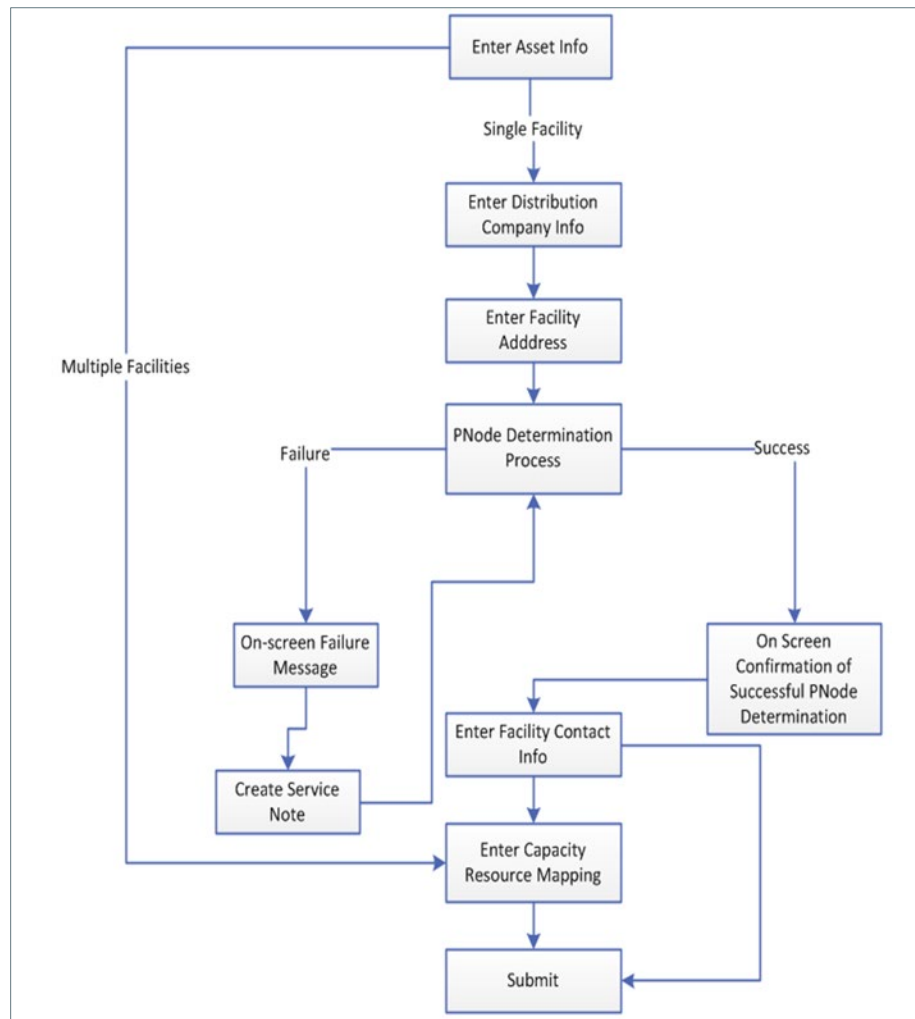 Enter Asset Info
Single Facility
Enter Distribution
Company Info
Enter Facility
Adddress
Multiple Facilities
PNode Determination
Process
Failure
Success
On-screen Failure
Message
On Screen
Confirmation of
Successful PNode
Determination
Enter Facility Contact
Info
Create Service
Note
Enter Capacity
Resource Mapping
Submit